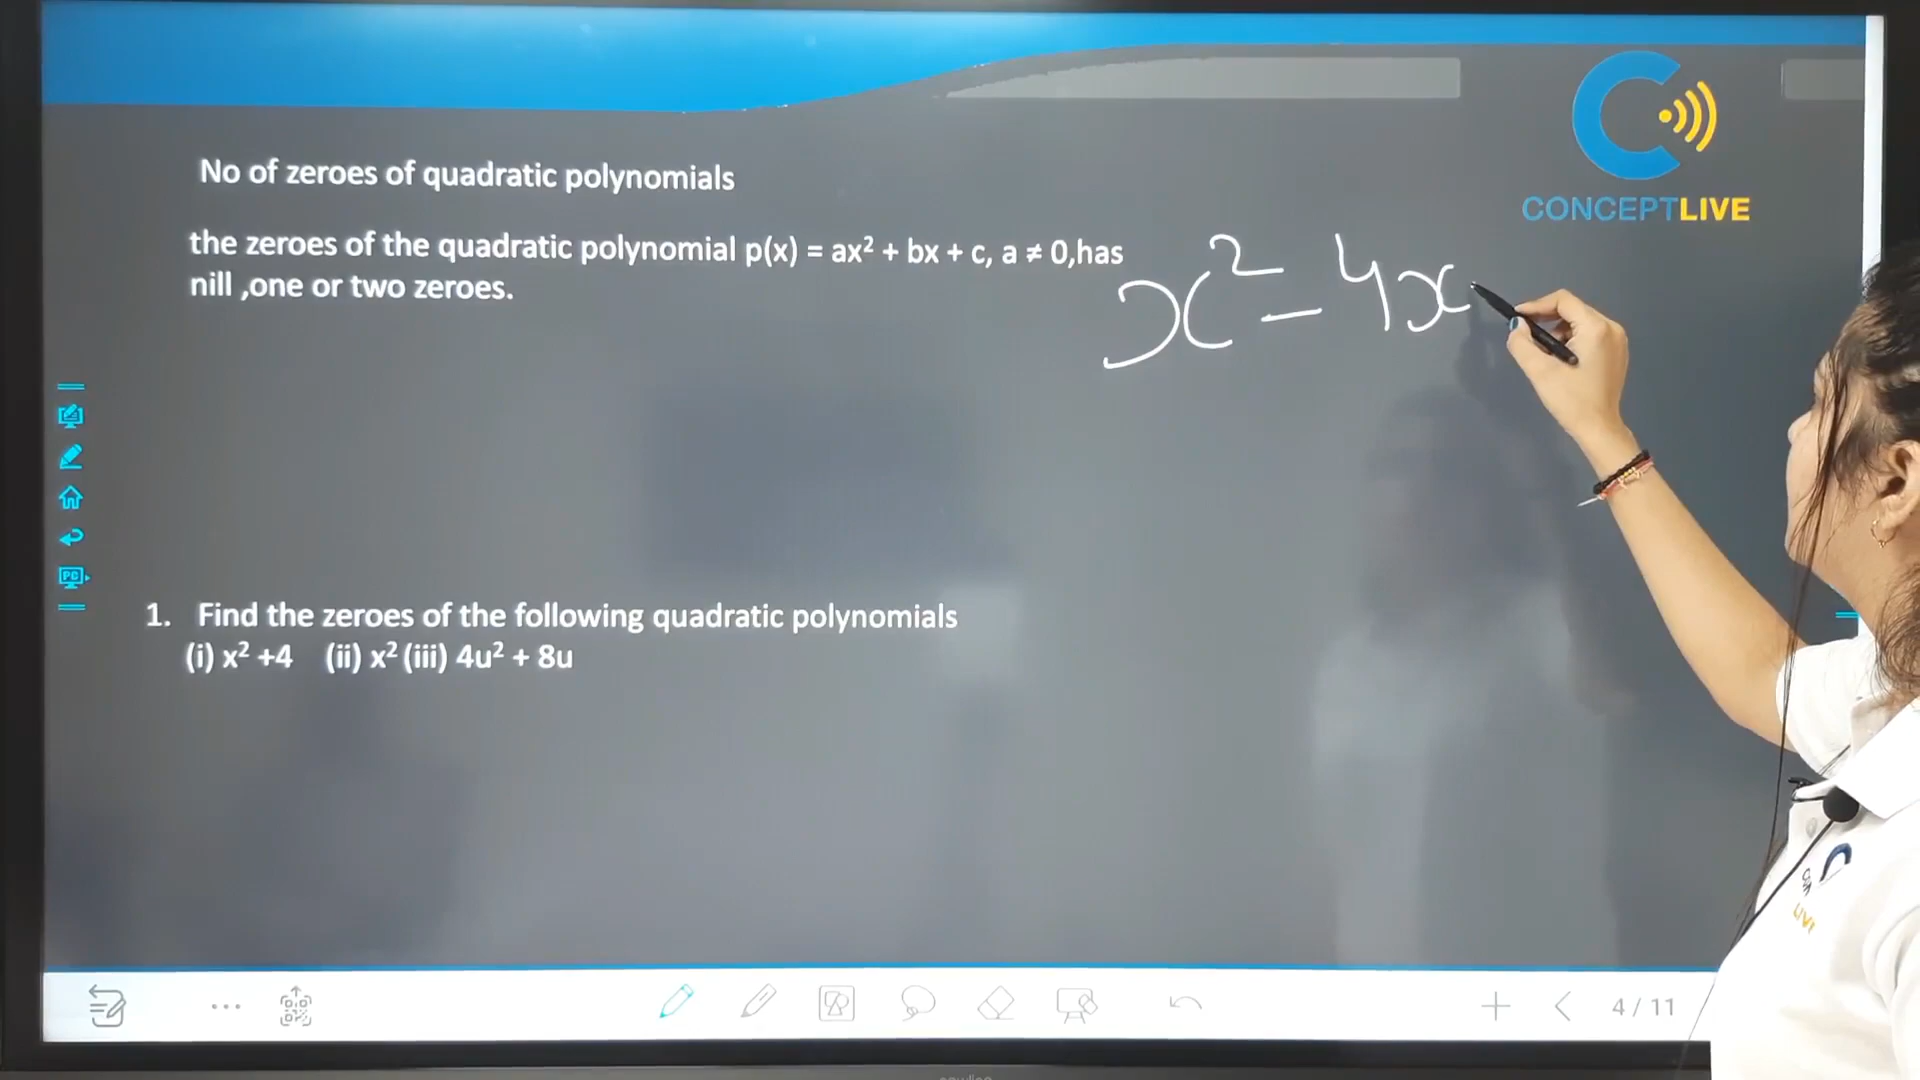 CONCEPTLIVE
No of zeroes of quadratic polynomials
the zeroes of the quadratic polynomial p(x) = ax² + bx + c, a ≠ 0,has
nill ,one or two zeroes.
x² - 4x
1. Find the zeroes of the following quadratic polynomials
(i) x² +4 (ii) x² (iii) 4u² + 8u
PC
4 / 11
LIVE